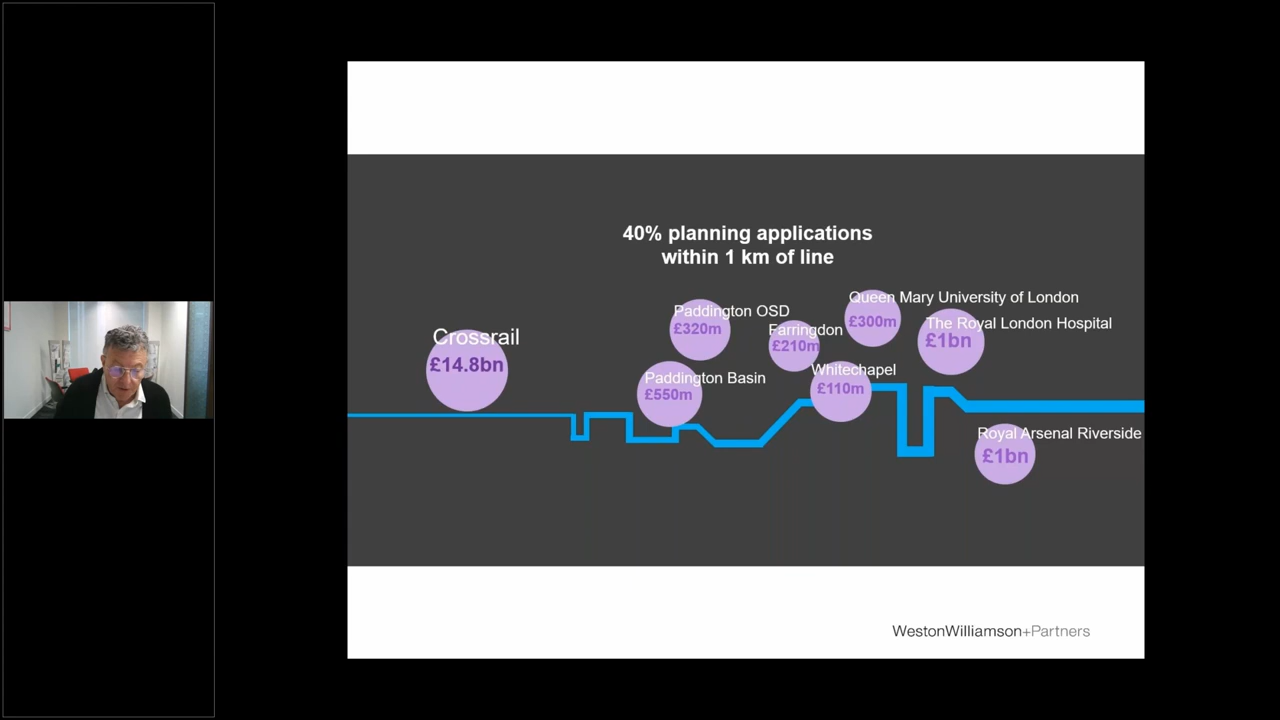 40% planning applications
within 1 km of line
Crossrail
£14.8bn
Paddington OSD
£320m
Paddington Basin
£550m
Farringdon
£210m
Queen Mary University of London
£300m
Whitechapel
£110m
The Royal London Hospital
£1bn
Royal Arsenal Riverside
£1bn
WestonWilliamson+Partners